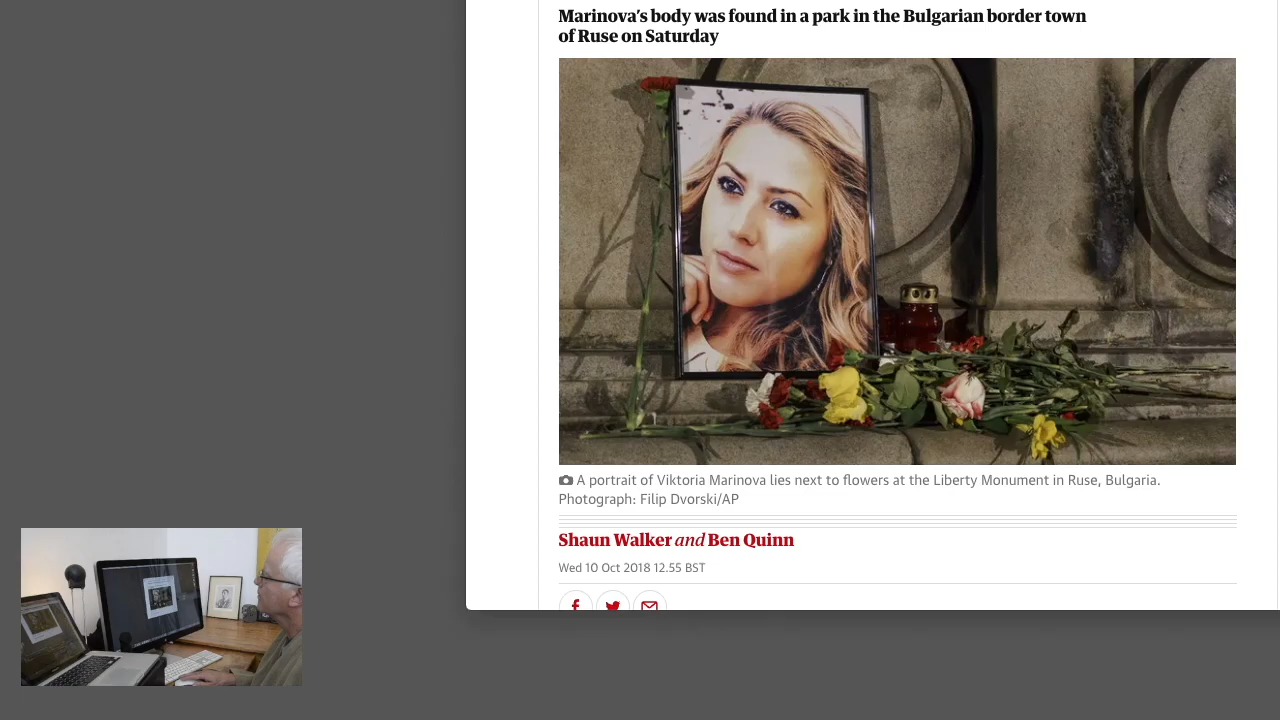 Marinova's body was found in a park in the Bulgarian border town
of Ruse on Saturday
A portrait of Viktoria Marinova lies next to flowers at the Liberty Monument in Ruse, Bulgaria.
Photograph: Filip Dvorski/AP
Shaun Walker and Ben Quinn
Wed 10 Oct 2018 12.55 BST